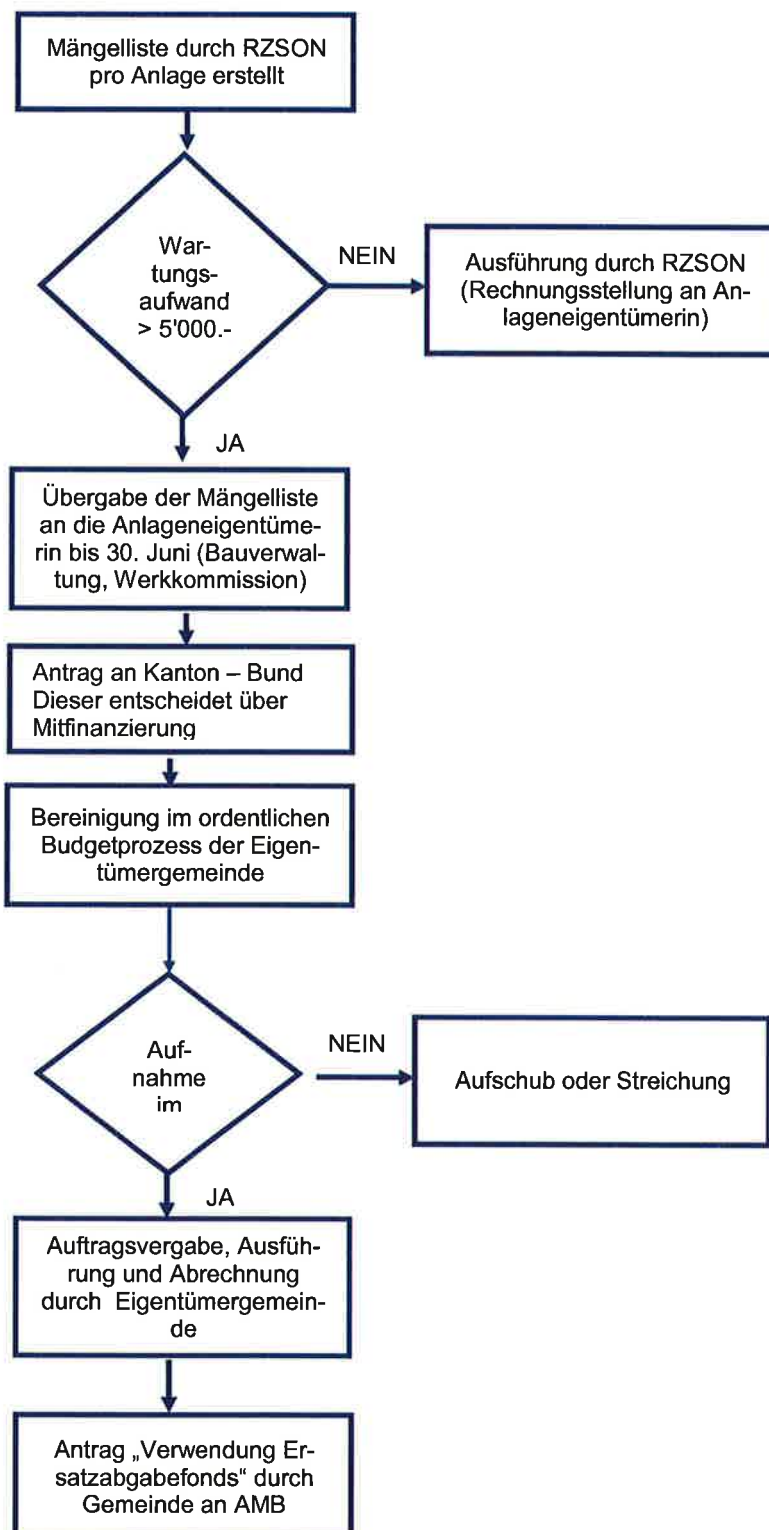 Mängelliste durch RZSON
pro Anlage erstellt
War-
tungs-
aufwand
> 5'000.-
NEIN
Ausführung durch RZSON
(Rechnungsstellung an An-
lageneigentümerin)
JA
Übergabe der Mängelliste
an die Anlageneigentüme-
rin bis 30. Juni (Bauverwal-
tung, Werkkommission)
Antrag an Kanton – Bund
Dieser entscheidet über
Mitfinanzierung
Bereinigung im ordentlichen
Budgetprozess der Eigen-
tümergemeinde
Auf-
nahme
im
NEIN
Aufschub oder Streichung
JA
Auftragsvergabe, Ausfüh-
rung und Abrechnung
durch Eigentümergemein-
de
Antrag „Verwendung Er-
satzabgabefonds“ durch
Gemeinde an AMB